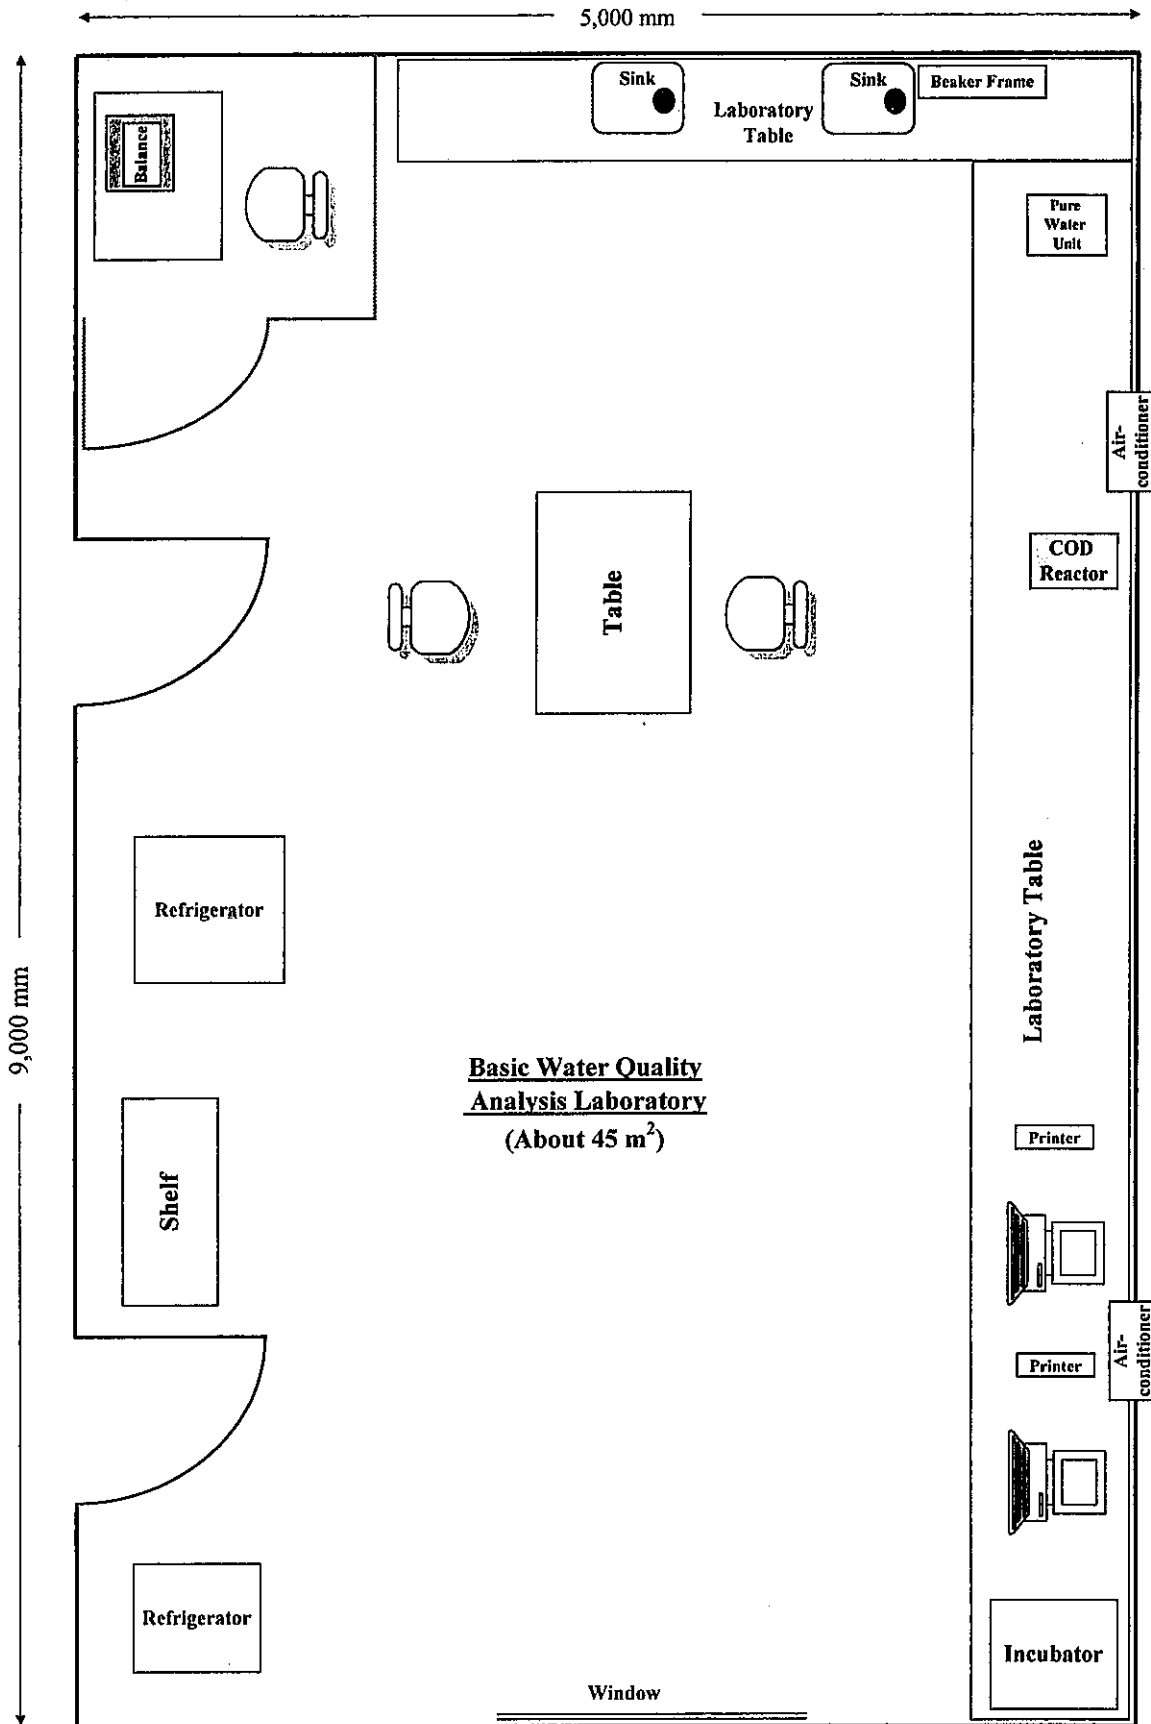 5,000 mm
Sink
Sink
Beaker Frame
Laboratory
Table
Balance
Pure
Water
Unit
Air-
conditioner
COD
Reactor
Table
Refrigerator
Laboratory Table
9,000 mm
Basic Water Quality
Analysis Laboratory
(About 45 m²)
Printer
Shelf
Air-
conditioner
Printer
Refrigerator
Incubator
Window